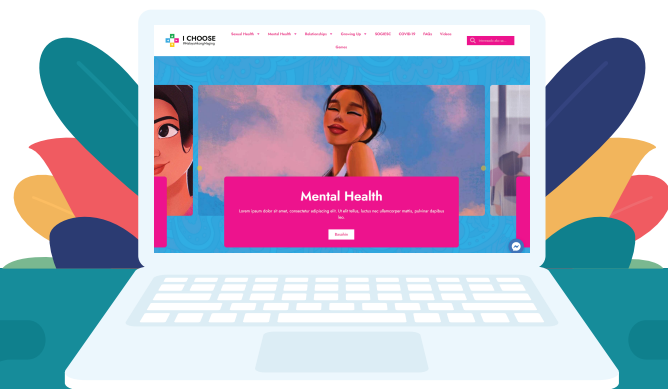 I CHOOSE
Sexual Health Mental Health Relationships Growing Up SOGIESC COVID-19 FAQs Videos
Games
Mental Health
Lorem ipsum dolor sit amet, consectetur adipiscing elit. Ut elit tellus, luctus nec ullamcorper mattis, pulvinar dapibus
leo.